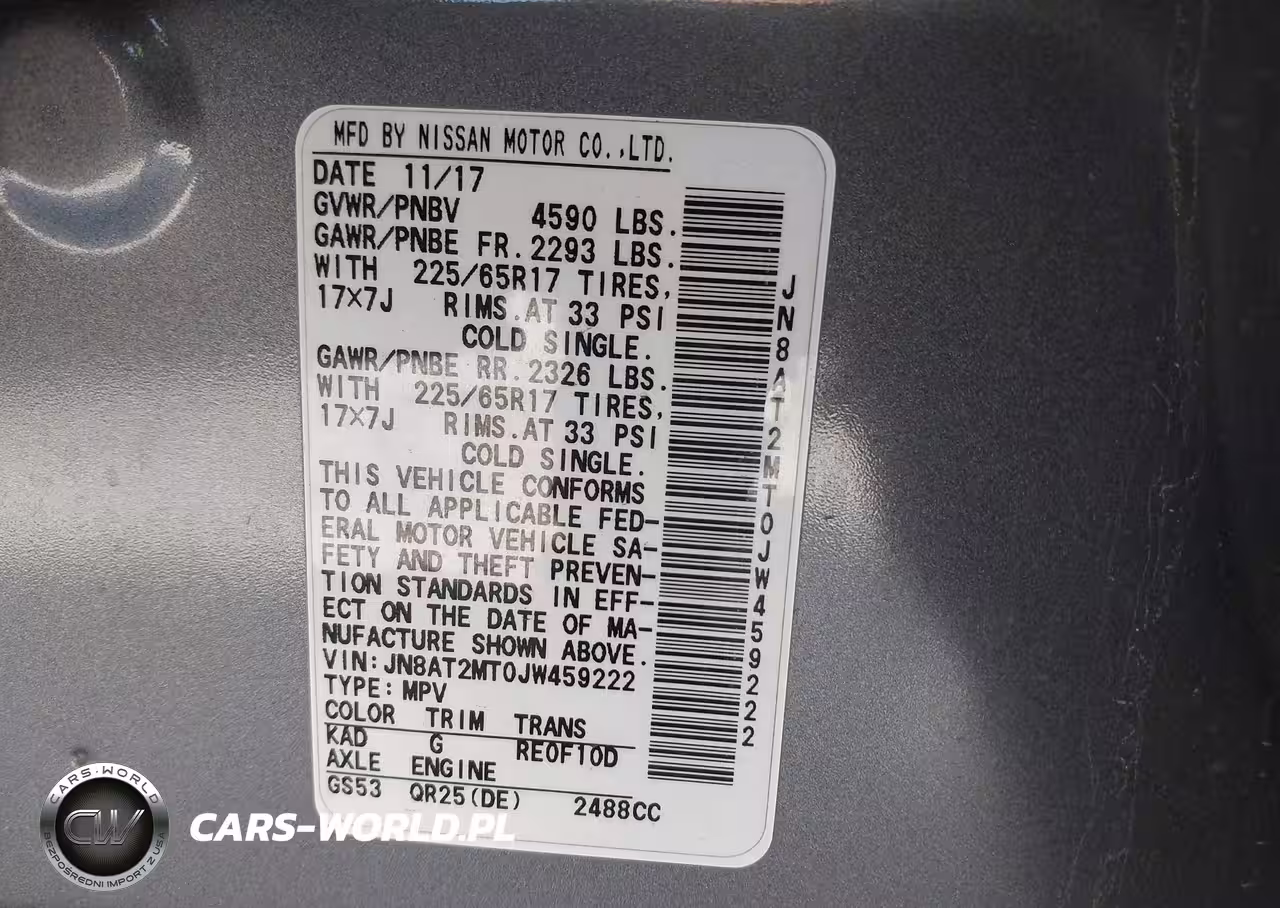 MFD BY NISSAN MOTOR CO.,LTD.
DATE 11/17
GVWR/PNBV 4590 LBS.
GAWR/PNBE FR.2293 LBS.
WITH 225/65R17 TIRES,
17×7J RIMS.AT 33 PSI
COLD SINGLE.
GAWR/PNBE RR.2326 LBS.
WITH 225/65R17 TIRES,
17×7J RIMS.AT 33 PSI
COLD SINGLE.
THIS VEHICLE CONFORMS
TO ALL APPLICABLE FED-
ERAL MOTOR VEHICLE SA-
FETY AND THEFT PREVEN-
TION STANDARDS IN EFF-
ECT ON THE DATE OF MA-
NUFACTURE SHOWN ABOVE.
VIN:JN8AT2MT0JW459222
TYPE:MPV
COLOR TRIM TRANS
KAD G RE0F10D
AXLE ENGINE
GS53 QR25(DE) 2488CC
JN8AT2MT0JW459222
CARS-WORLD
CW
BEZPOŚREDNI IMPORT Z USA
CARS-WORLD.PL